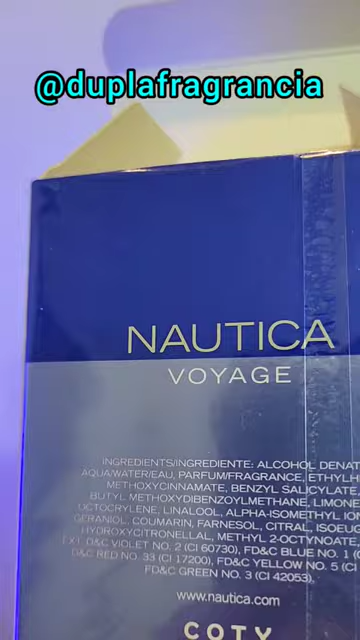 @duplafragrancia
NAUTICA
VOYAGE
INGREDIENTS/INGREDIENTE: ALCOHOL DENAT
AQUA/WATER/EAU, PARFUM/FRAGRANCE, ETHYLH
METHOXYCINNAMATE, BENZYL SALICYLATE,
BUTYL METHOXYDIBENZOYLMETHANE, LIMONE
OCTOCRYLENE, LINALOOL, ALPHA-ISOMETHYL ION
GERANIOL, COUMARIN, FARNESOL, CITRAL, ISOEU
HYDROXYCITRONELLAL, METHYL 2-OCTYNOATE,
EXT. D&C VIOLET NO. 2 (CI 60730), FD&C BLUE NO. 1 (
D&C RED NO. 33 (CI 17200), FD&C YELLOW NO. 5 (CI
FD&C GREEN NO. 3 (CI 42053).
www.nautica.com
COTY